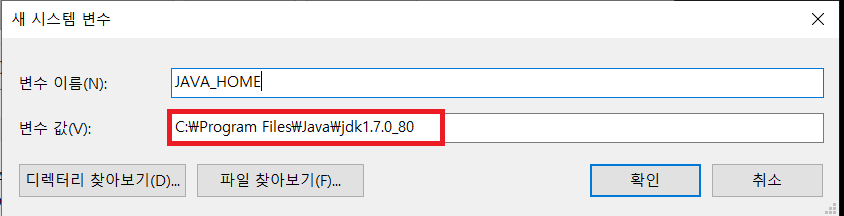 새 시스템 변수
변수 이름(N):
JAVA_HOME
변수 값(V):
C:₩Program Files₩Java₩jdk1.7.0_80
디렉터리 찾아보기(D)...
파일 찾아보기(F)...
확인
취소